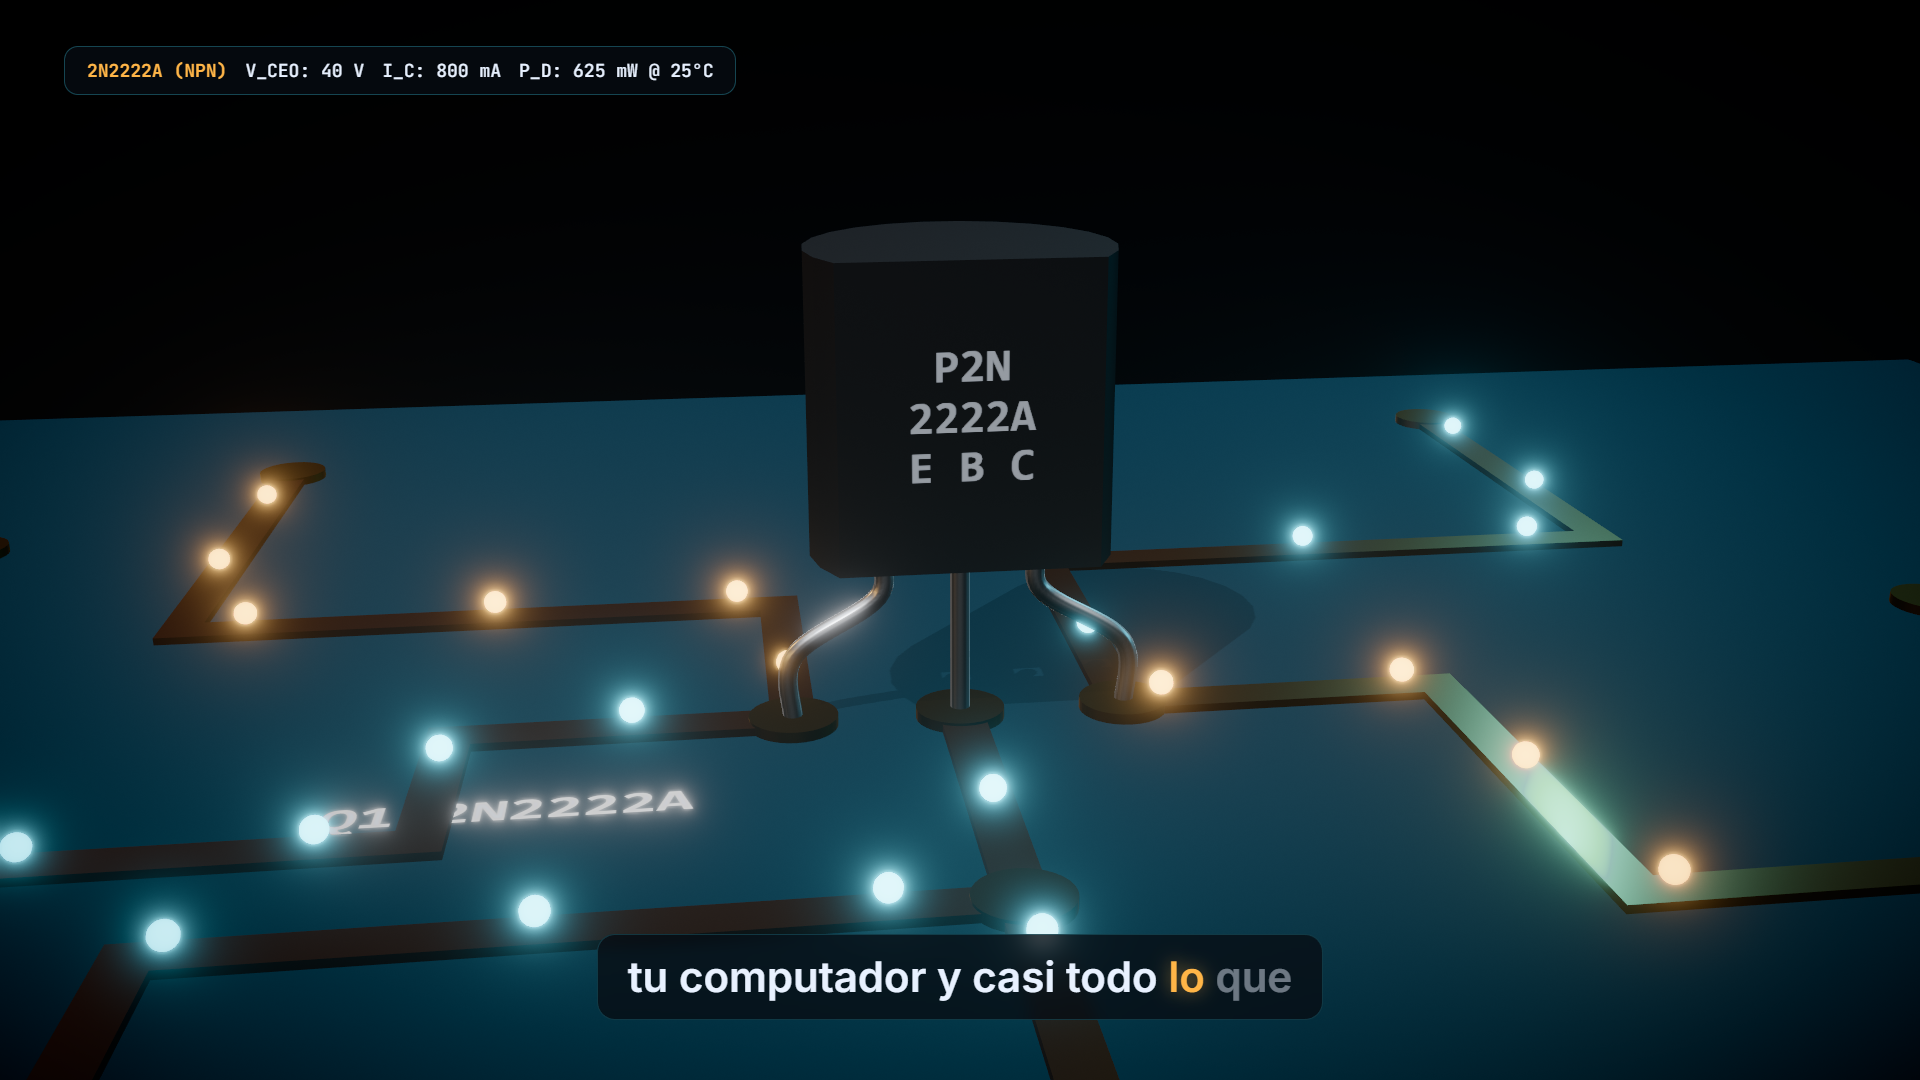 2N2222A (NPN) V_CEO: 40 V I_C: 800 mA P_D: 625 mW @ 25°C
P2N
2222A
E B C
Q1 2N2222A
tu computador y casi todo lo que